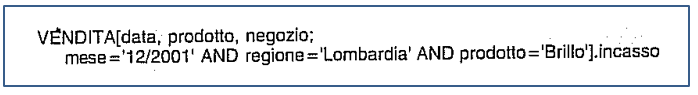 VENDITA[data, prodotto, negozio;
mese='12/2001' AND regione='Lombardia' AND prodotto='Brillo'].incasso